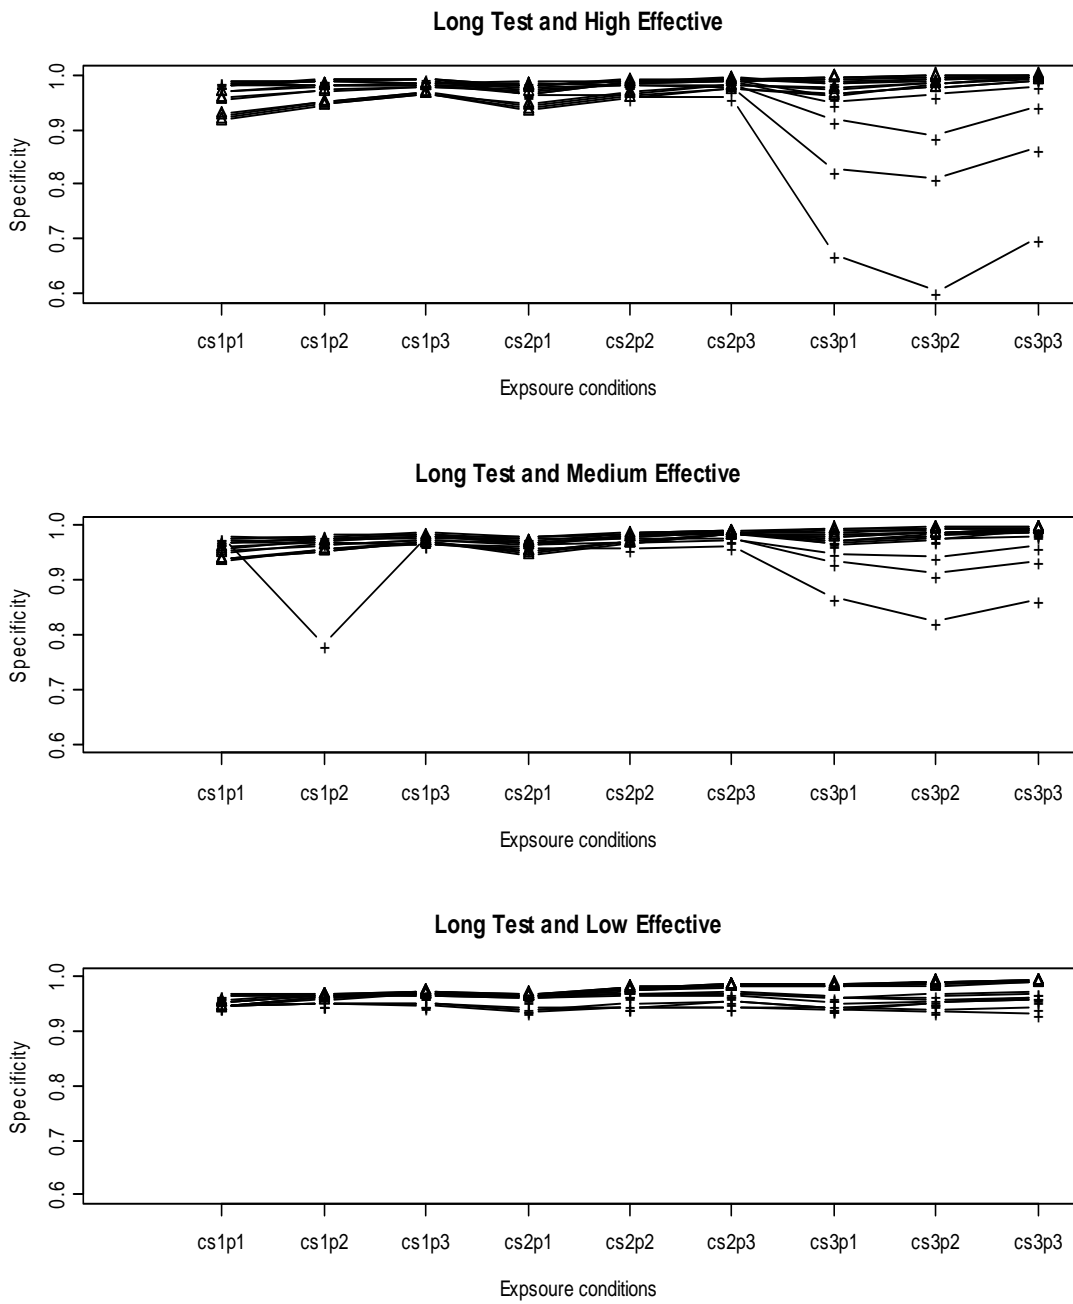 Long Test and High Effective
Specificity
1.0
0.9
0.8
0.7
0.6
cs1p1 cs1p2 cs1p3 cs2p1 cs2p2 cs2p3 cs3p1 cs3p2 cs3p3
Expsoure conditions
Long Test and Medium Effective
Specificity
1.0
0.9
0.8
0.7
0.6
cs1p1 cs1p2 cs1p3 cs2p1 cs2p2 cs2p3 cs3p1 cs3p2 cs3p3
Expsoure conditions
Long Test and Low Effective
Specificity
1.0
0.9
0.8
0.7
0.6
cs1p1 cs1p2 cs1p3 cs2p1 cs2p2 cs2p3 cs3p1 cs3p2 cs3p3
Expsoure conditions